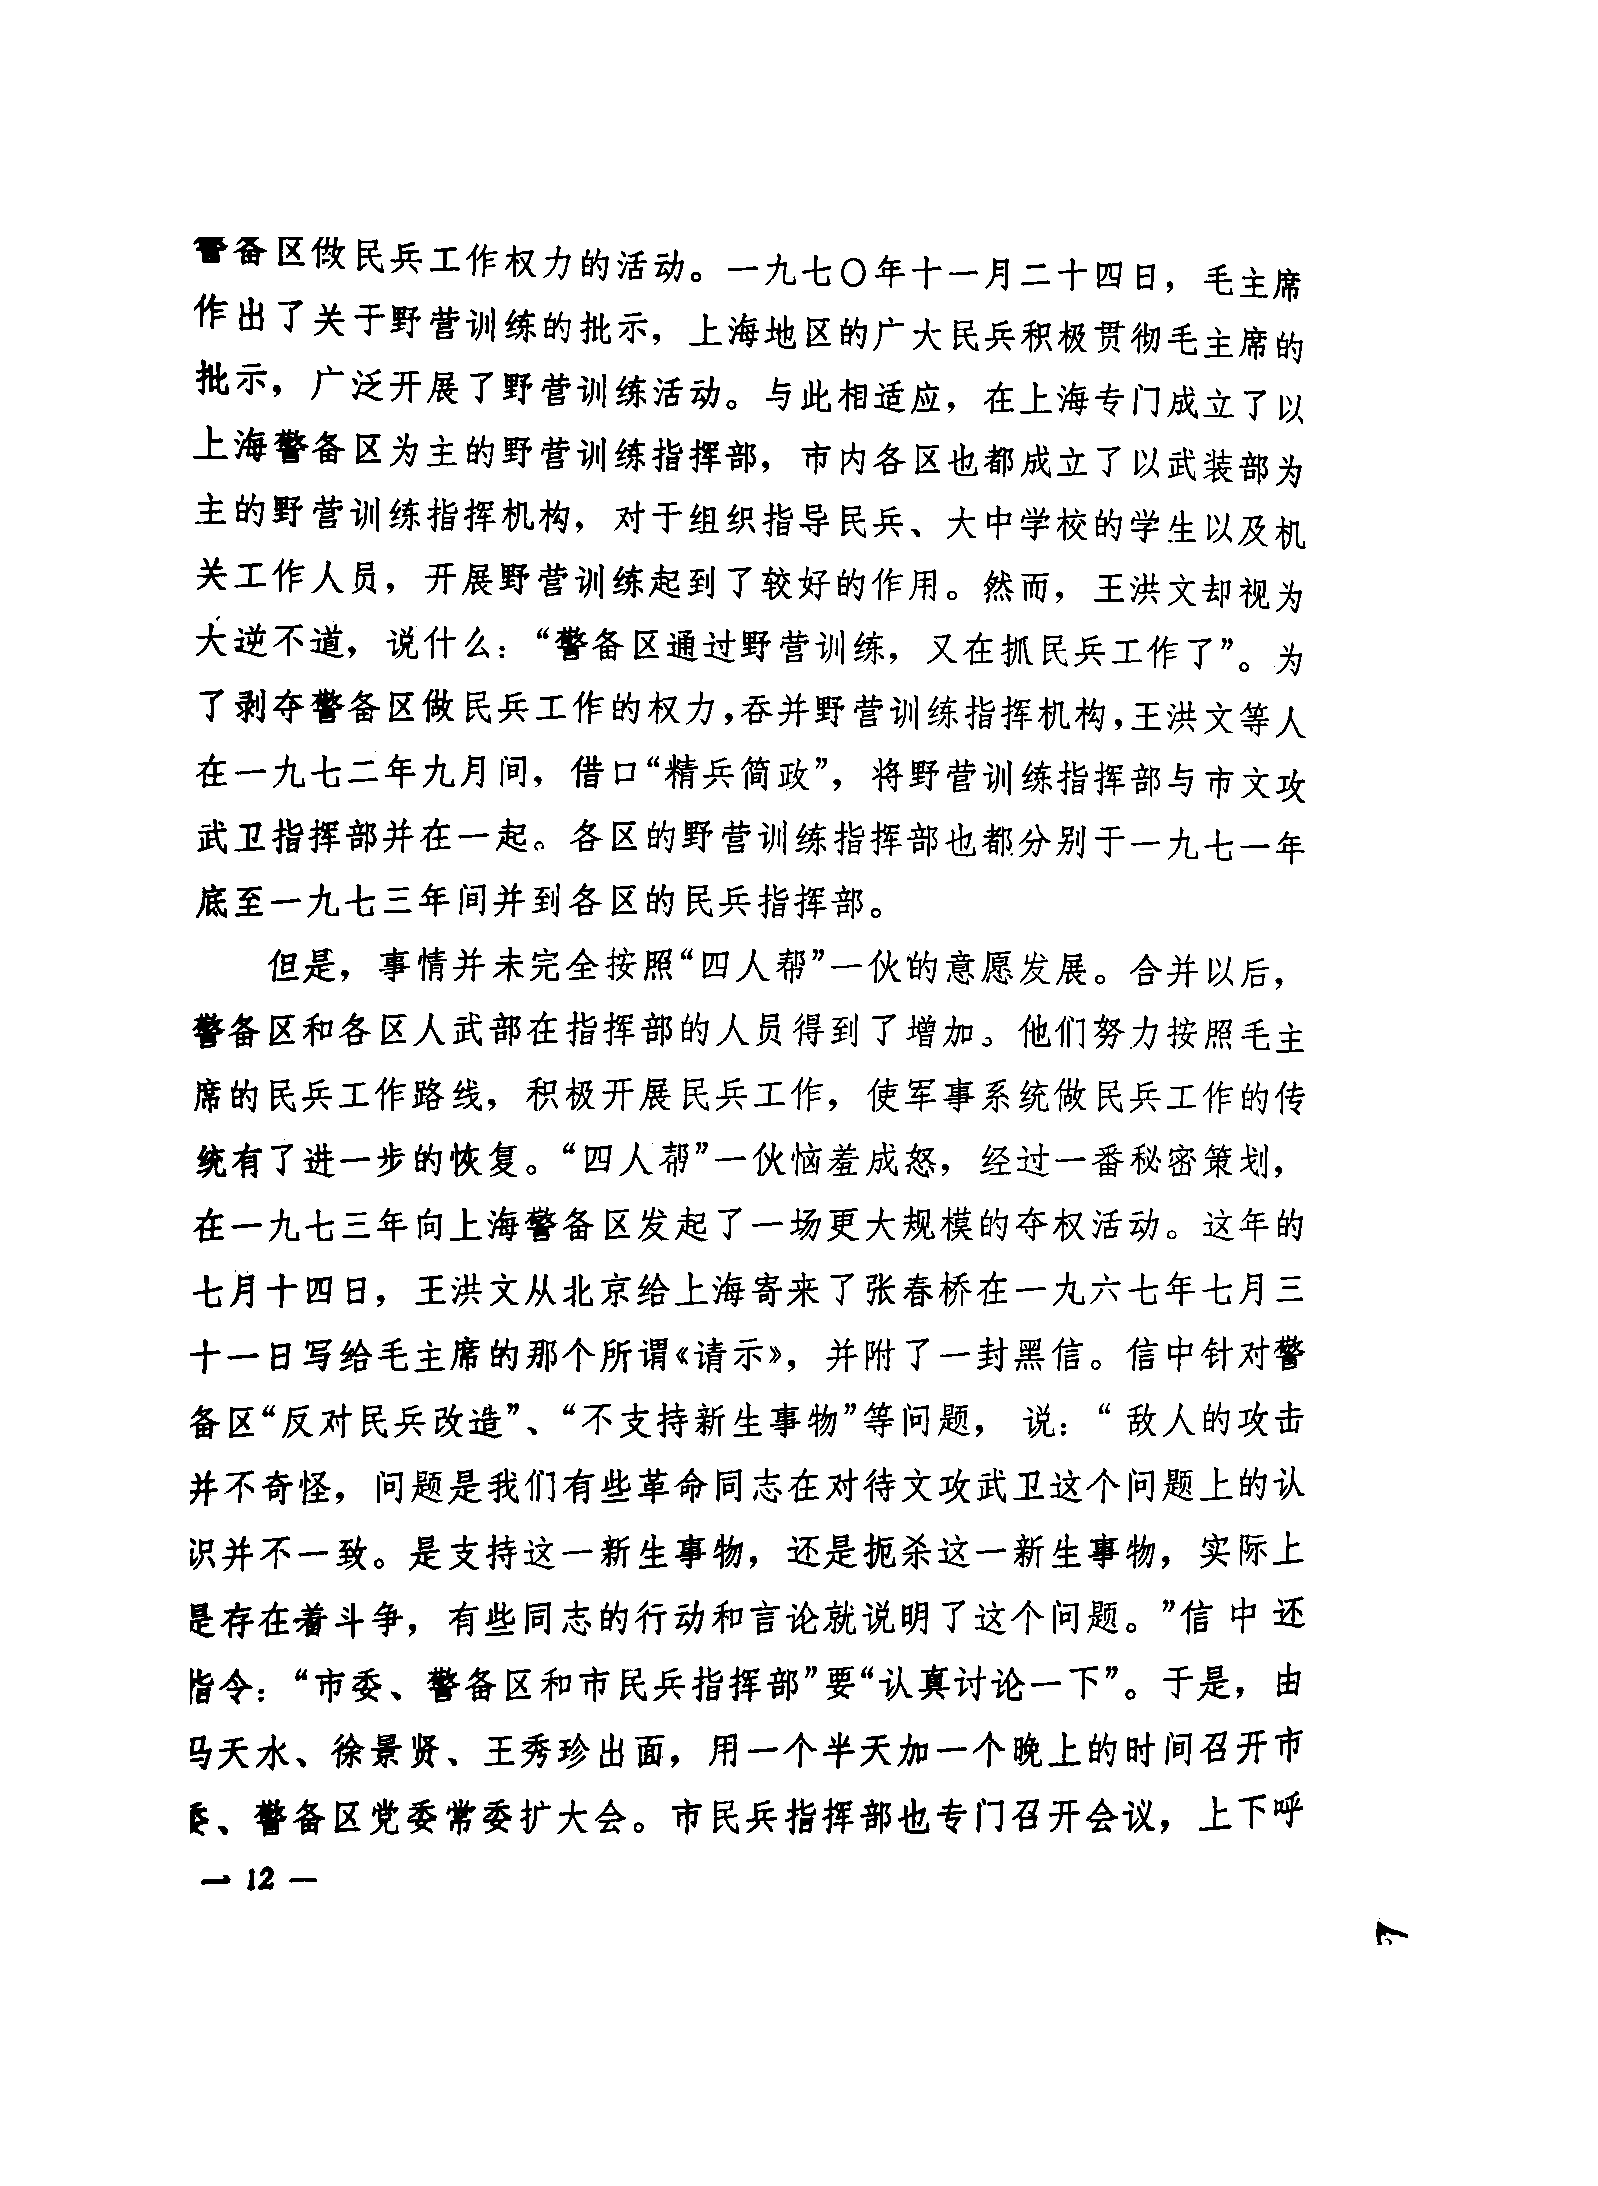 警备区做民兵工作权力的活动。一九七〇年十一月二十四日，毛主席
作出了关于野营训练的批示，上海地区的广大民兵积极贯彻毛主席的
批示，广泛开展了野营训练活动。与此相适应，在上海专门成立了以
上海警备区为主的野营训练指挥部，市内各区也都成立了以武装部为
主的野营训练指挥机构，对于组织指导民兵、大中学校的学生以及机
关工作人员，开展野营训练起到了较好的作用。然而，王洪文却视为
大逆不道，说什么：“警备区通过野营训练，又在抓民兵工作了”。为
了剥夺警备区做民兵工作的权力，吞并野营训练指挥机构，王洪文等人
在一九七二年九月间，借口“精兵简政”，将野营训练指挥部与市文攻
武卫指挥部并在一起。各区的野营训练指挥部也都分别于一九七一年
底至一九七三年间并到各区的民兵指挥部。
但是，事情并未完全按照“四人帮”一伙的意愿发展。合并以后，
警备区和各区人武部在指挥部的人员得到了增加。他们努力按照毛主
席的民兵工作路线，积极开展民兵工作，使军事系统做民兵工作的传
统有了进一步的恢复。“四人帮”一伙恼羞成怒，经过一番秘密策划，
在一九七三年向上海警备区发起了一场更大规模的夺权活动。这年的
七月十四日，王洪文从北京给上海寄来了张春桥在一九六七年七月三
十一日写给毛主席的那个所谓《请示》，并附了一封黑信。信中针对警
备区“反对民兵改造”、“不支持新生事物”等问题，说：“敌人的攻击
并不奇怪，问题是我们有些革命同志在对待文攻武卫这个问题上的认
识并不一致。是支持这一新生事物，还是扼杀这一新生事物，实际上
是存在着斗争，有些同志的行动和言论就说明了这个问题。”信中还
指令：“市委、警备区和市民兵指挥部”要“认真讨论一下”。于是，由
马天水、徐景贤、王秀珍出面，用一个半天加一个晚上的时间召开市
委、警备区党委常委扩大会。市民兵指挥部也专门召开会议，上下呼
— 12 —